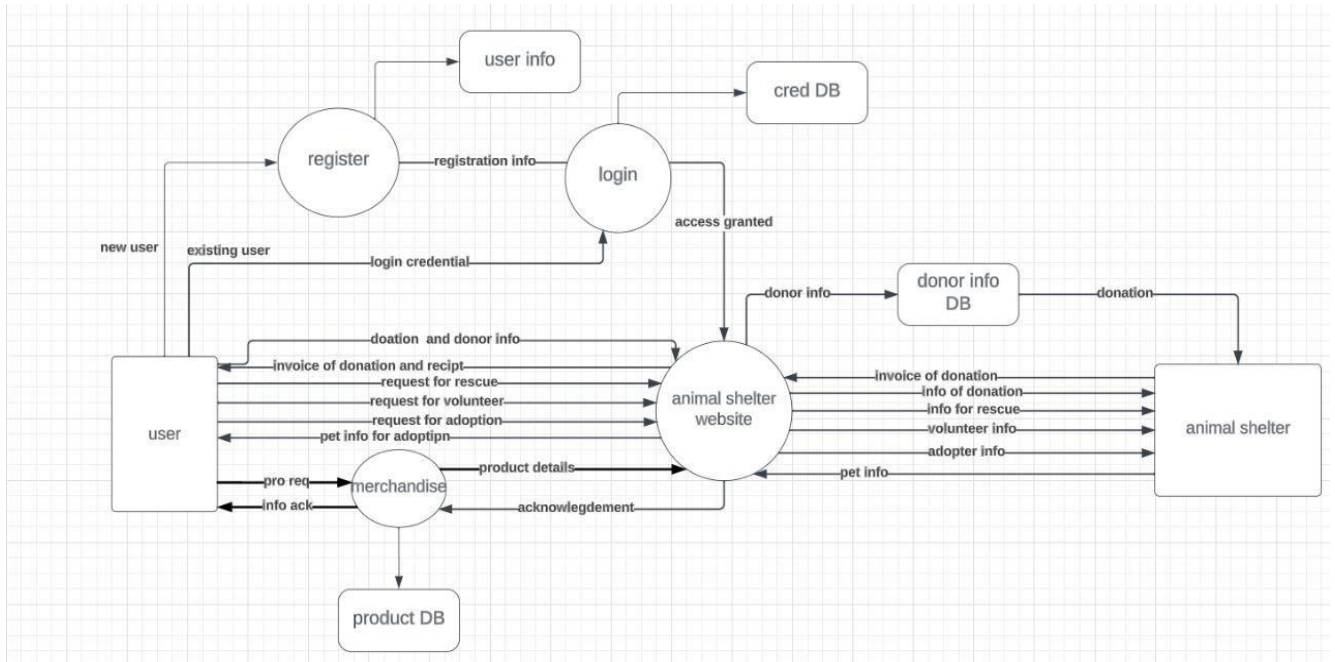 user info
cred DB
register
registration info
login
access granted
new user
existing user
login credential
donor info
donor info
DB
donation
doation and donor info
invoice of donation and recipt
request for rescue
request for volunteer
request for adoption
pet info for adoptipn
user
animal shelter
website
invoice of donation
info of donation
info for rescue
volunteer info
adopter info
pet info
animal shelter
pro req
merchandise
product details
info ack
acknowlegdement
product DB